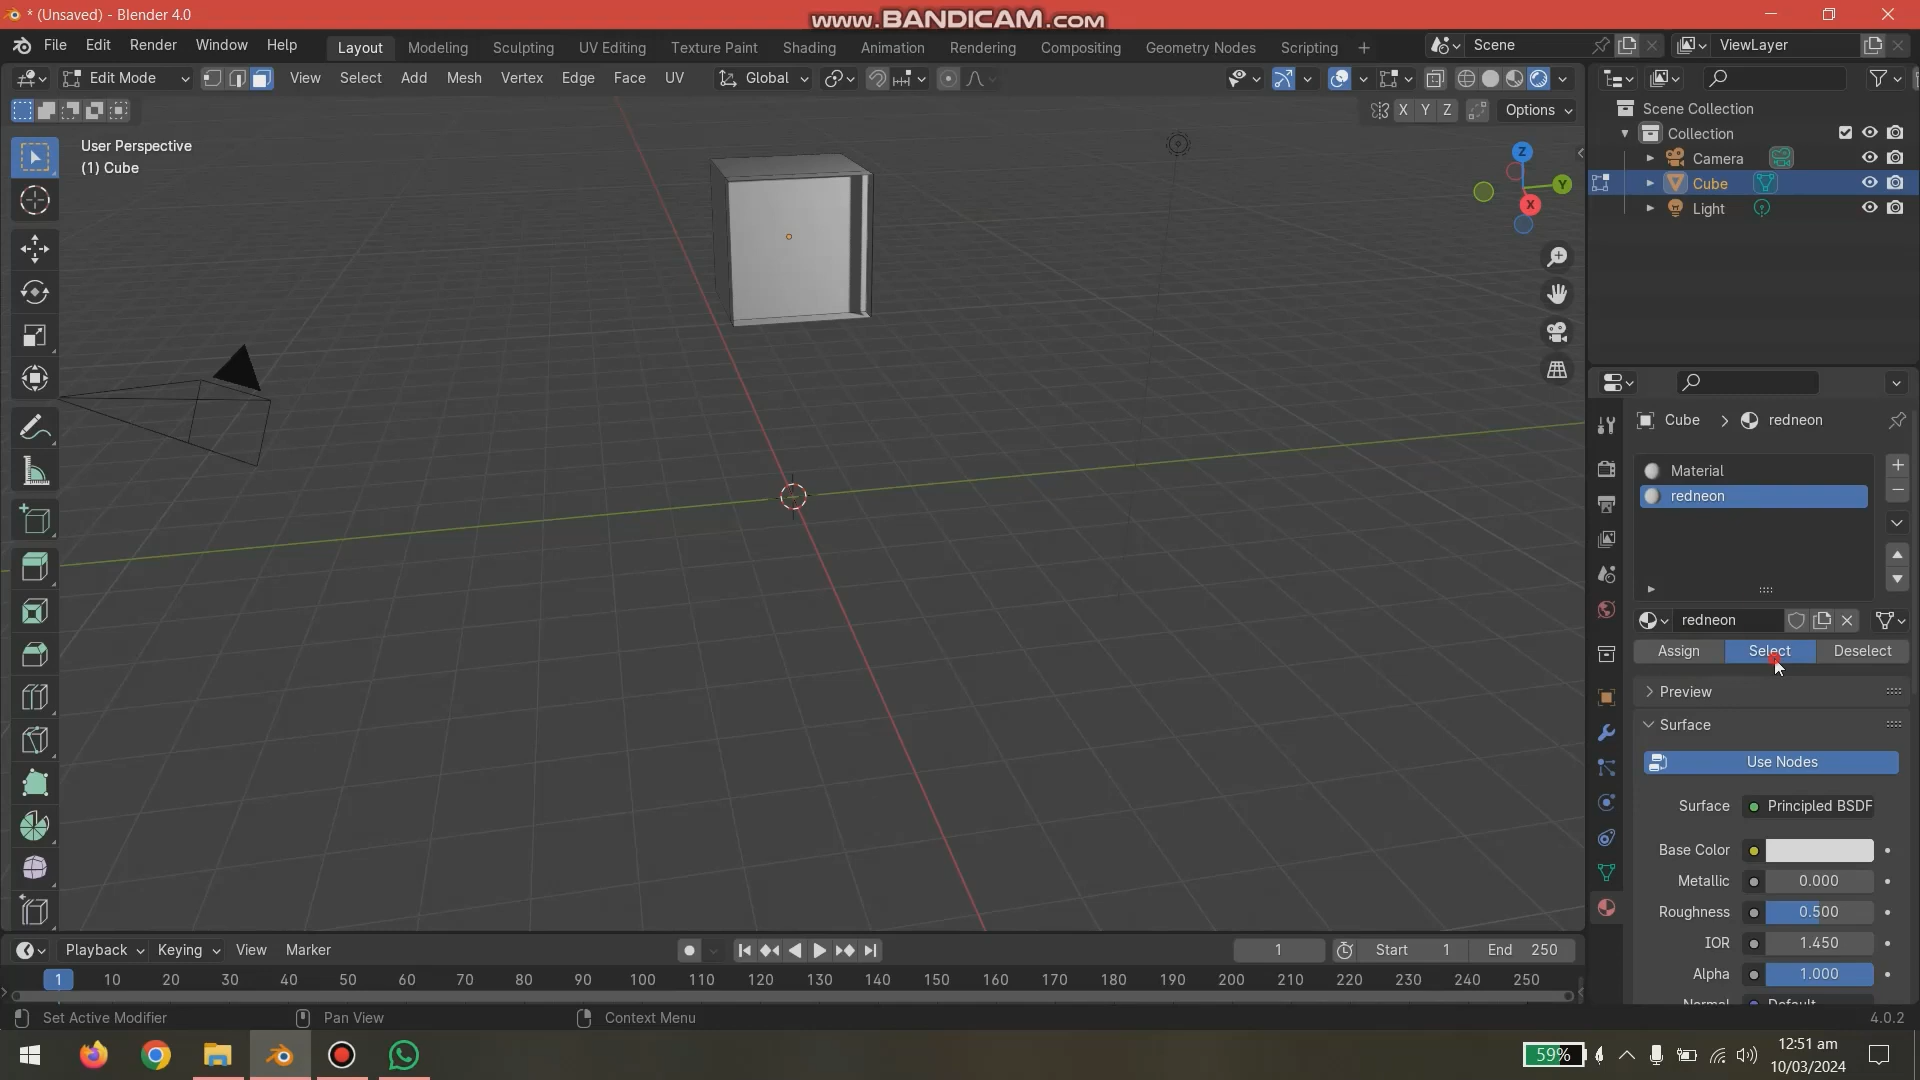 * (Unsaved) - Blender 4.0
WWW.BANDICAM.COM
File Edit Render Window Help
Layout Modeling Sculpting UV Editing Texture Paint Shading Animation Rendering Compositing Geometry Nodes Scripting +
Scene
ViewLayer
Edit Mode
View Select Add Mesh Vertex Edge Face UV
Global
X Y Z
Options
User Perspective
(1) Cube
Z
Y
X
Scene Collection
Collection
Camera
Cube
Light
Cube > redneon
Material
redneon
redneon
Assign Select Deselect
Preview
Surface
Use Nodes
Surface Principled BSDF
Base Color
Metallic 0.000
Roughness 0.500
IOR 1.450
Alpha 1.000
Normal Default
Playback Keying View Marker
1 Start 1 End 250
1 10 20 30 40 50 60 70 80 90 100 110 120 130 140 150 160 170 180 190 200 210 220 230 240 250
Set Active Modifier Pan View Context Menu
4.0.2
59%
12:51 am
10/03/2024